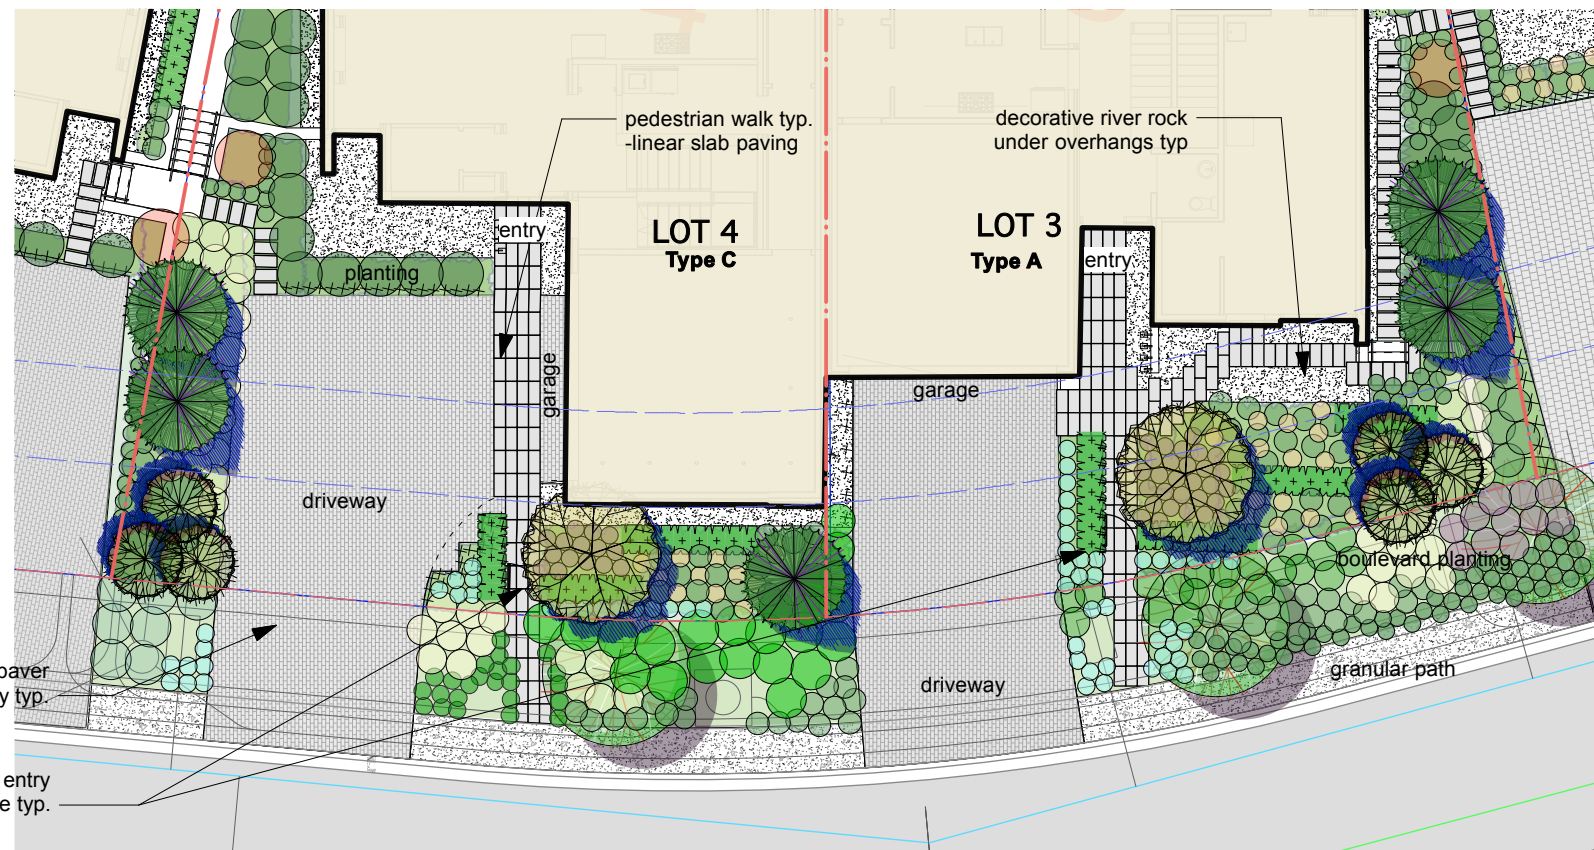 pedestrian walk typ.
-linear slab paving
decorative river rock
under overhangs typ
entry
LOT 4
Type C
LOT 3
Type A
entry
planting
garage
garage
driveway
boulevard planting
paver
typ.
driveway
granular path
entry
typ.